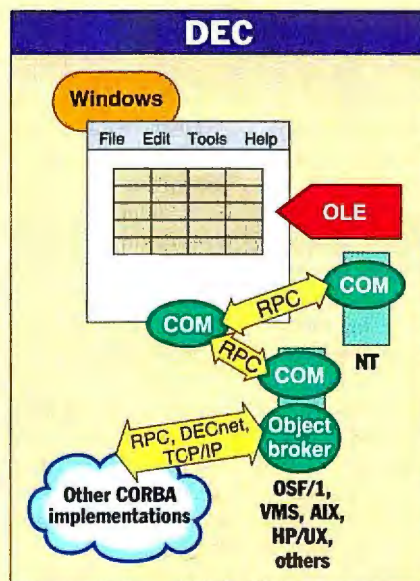 DEC
Windows
File Edit Tools Help
OLE
COM
RPC
COM
NT
RPC
COM
Object
broker
RPC, DECnet,
TCP/IP
Other CORBA
implementations
OSF/1,
VMS, AIX,
HP/UX,
others